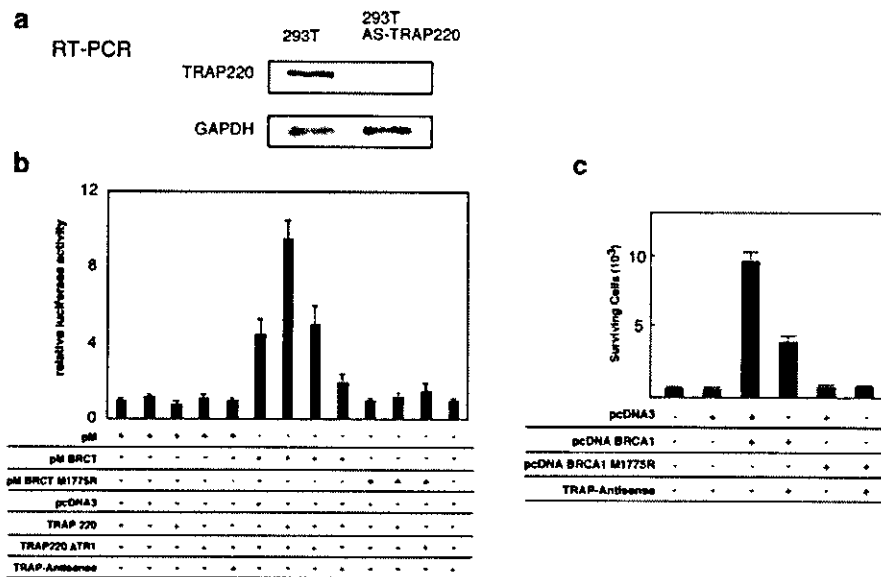 a
RT-PCR
293T
293T
AS-TRAP220
TRAP220
GAPDH
b
relative luciferase activity
12
8
4
0
pM
pM BRCT
pM BRCT M1775R
pcDNA3
TRAP 220
TRAP220 ΔTR1
TRAP-Antisense
c
Surviving Cells (10³)
10
5
pcDNA3
- + + - + -
pcDNA BRCA1
- - + + - -
pcDNA BRCA1 M1775R
- - - - + +
TRAP-Antisense
- - - + - +